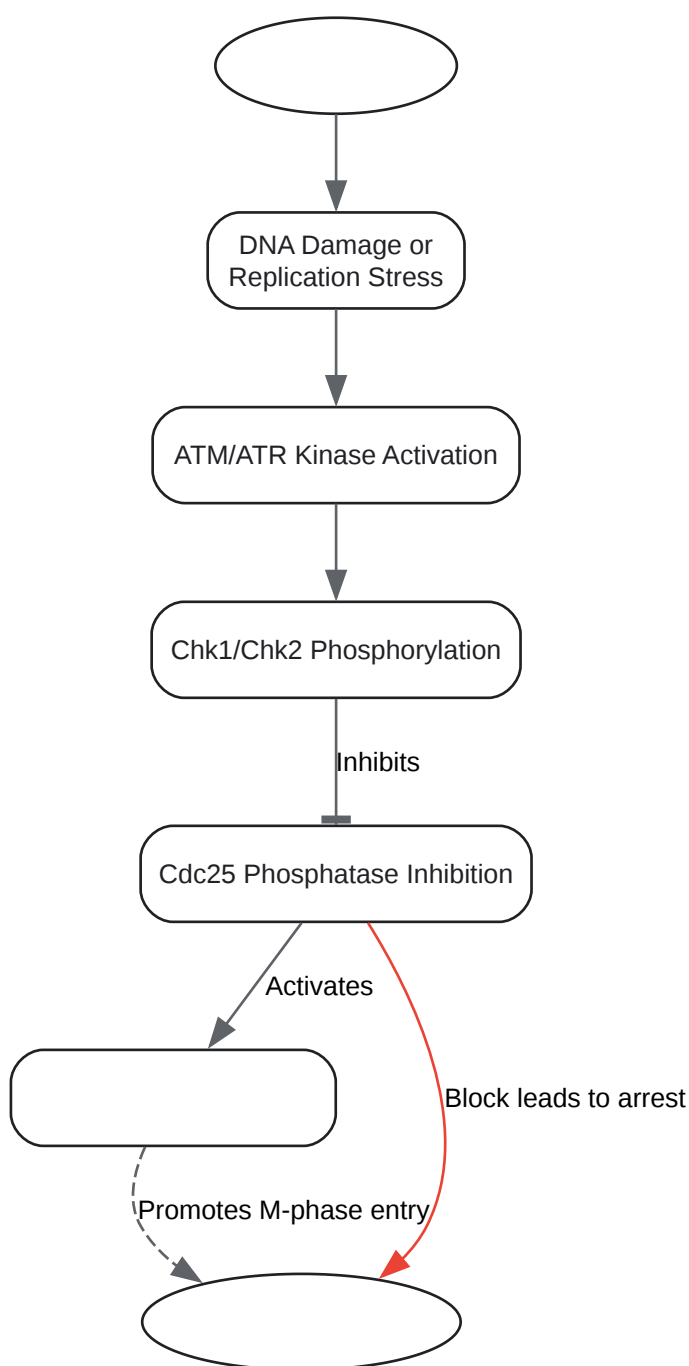 DNA Damage or
Replication Stress
ATM/ATR Kinase Activation
Chk1/Chk2 Phosphorylation
Inhibits
Cdc25 Phosphatase Inhibition
Activates
Block leads to arrest
Promotes M-phase entry